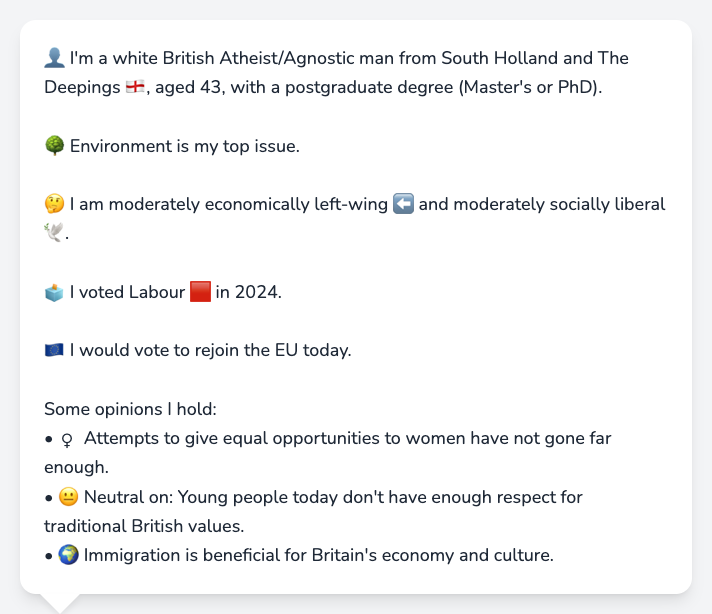 👤 I'm a white British Atheist/Agnostic man from South Holland and The
Deepings 🏴󠁧󠁢󠁥󠁮󠁧󠁿, aged 43, with a postgraduate degree (Master's or PhD).
🌳 Environment is my top issue.
🤔 I am moderately economically left-wing ⬅️ and moderately socially liberal
🕊️.
🗳️ I voted Labour 🟥 in 2024.
🇪🇺 I would vote to rejoin the EU today.
Some opinions I hold:
• ♀ Attempts to give equal opportunities to women have not gone far
enough.
• 😐 Neutral on: Young people today don't have enough respect for
traditional British values.
• 🌍 Immigration is beneficial for Britain's economy and culture.